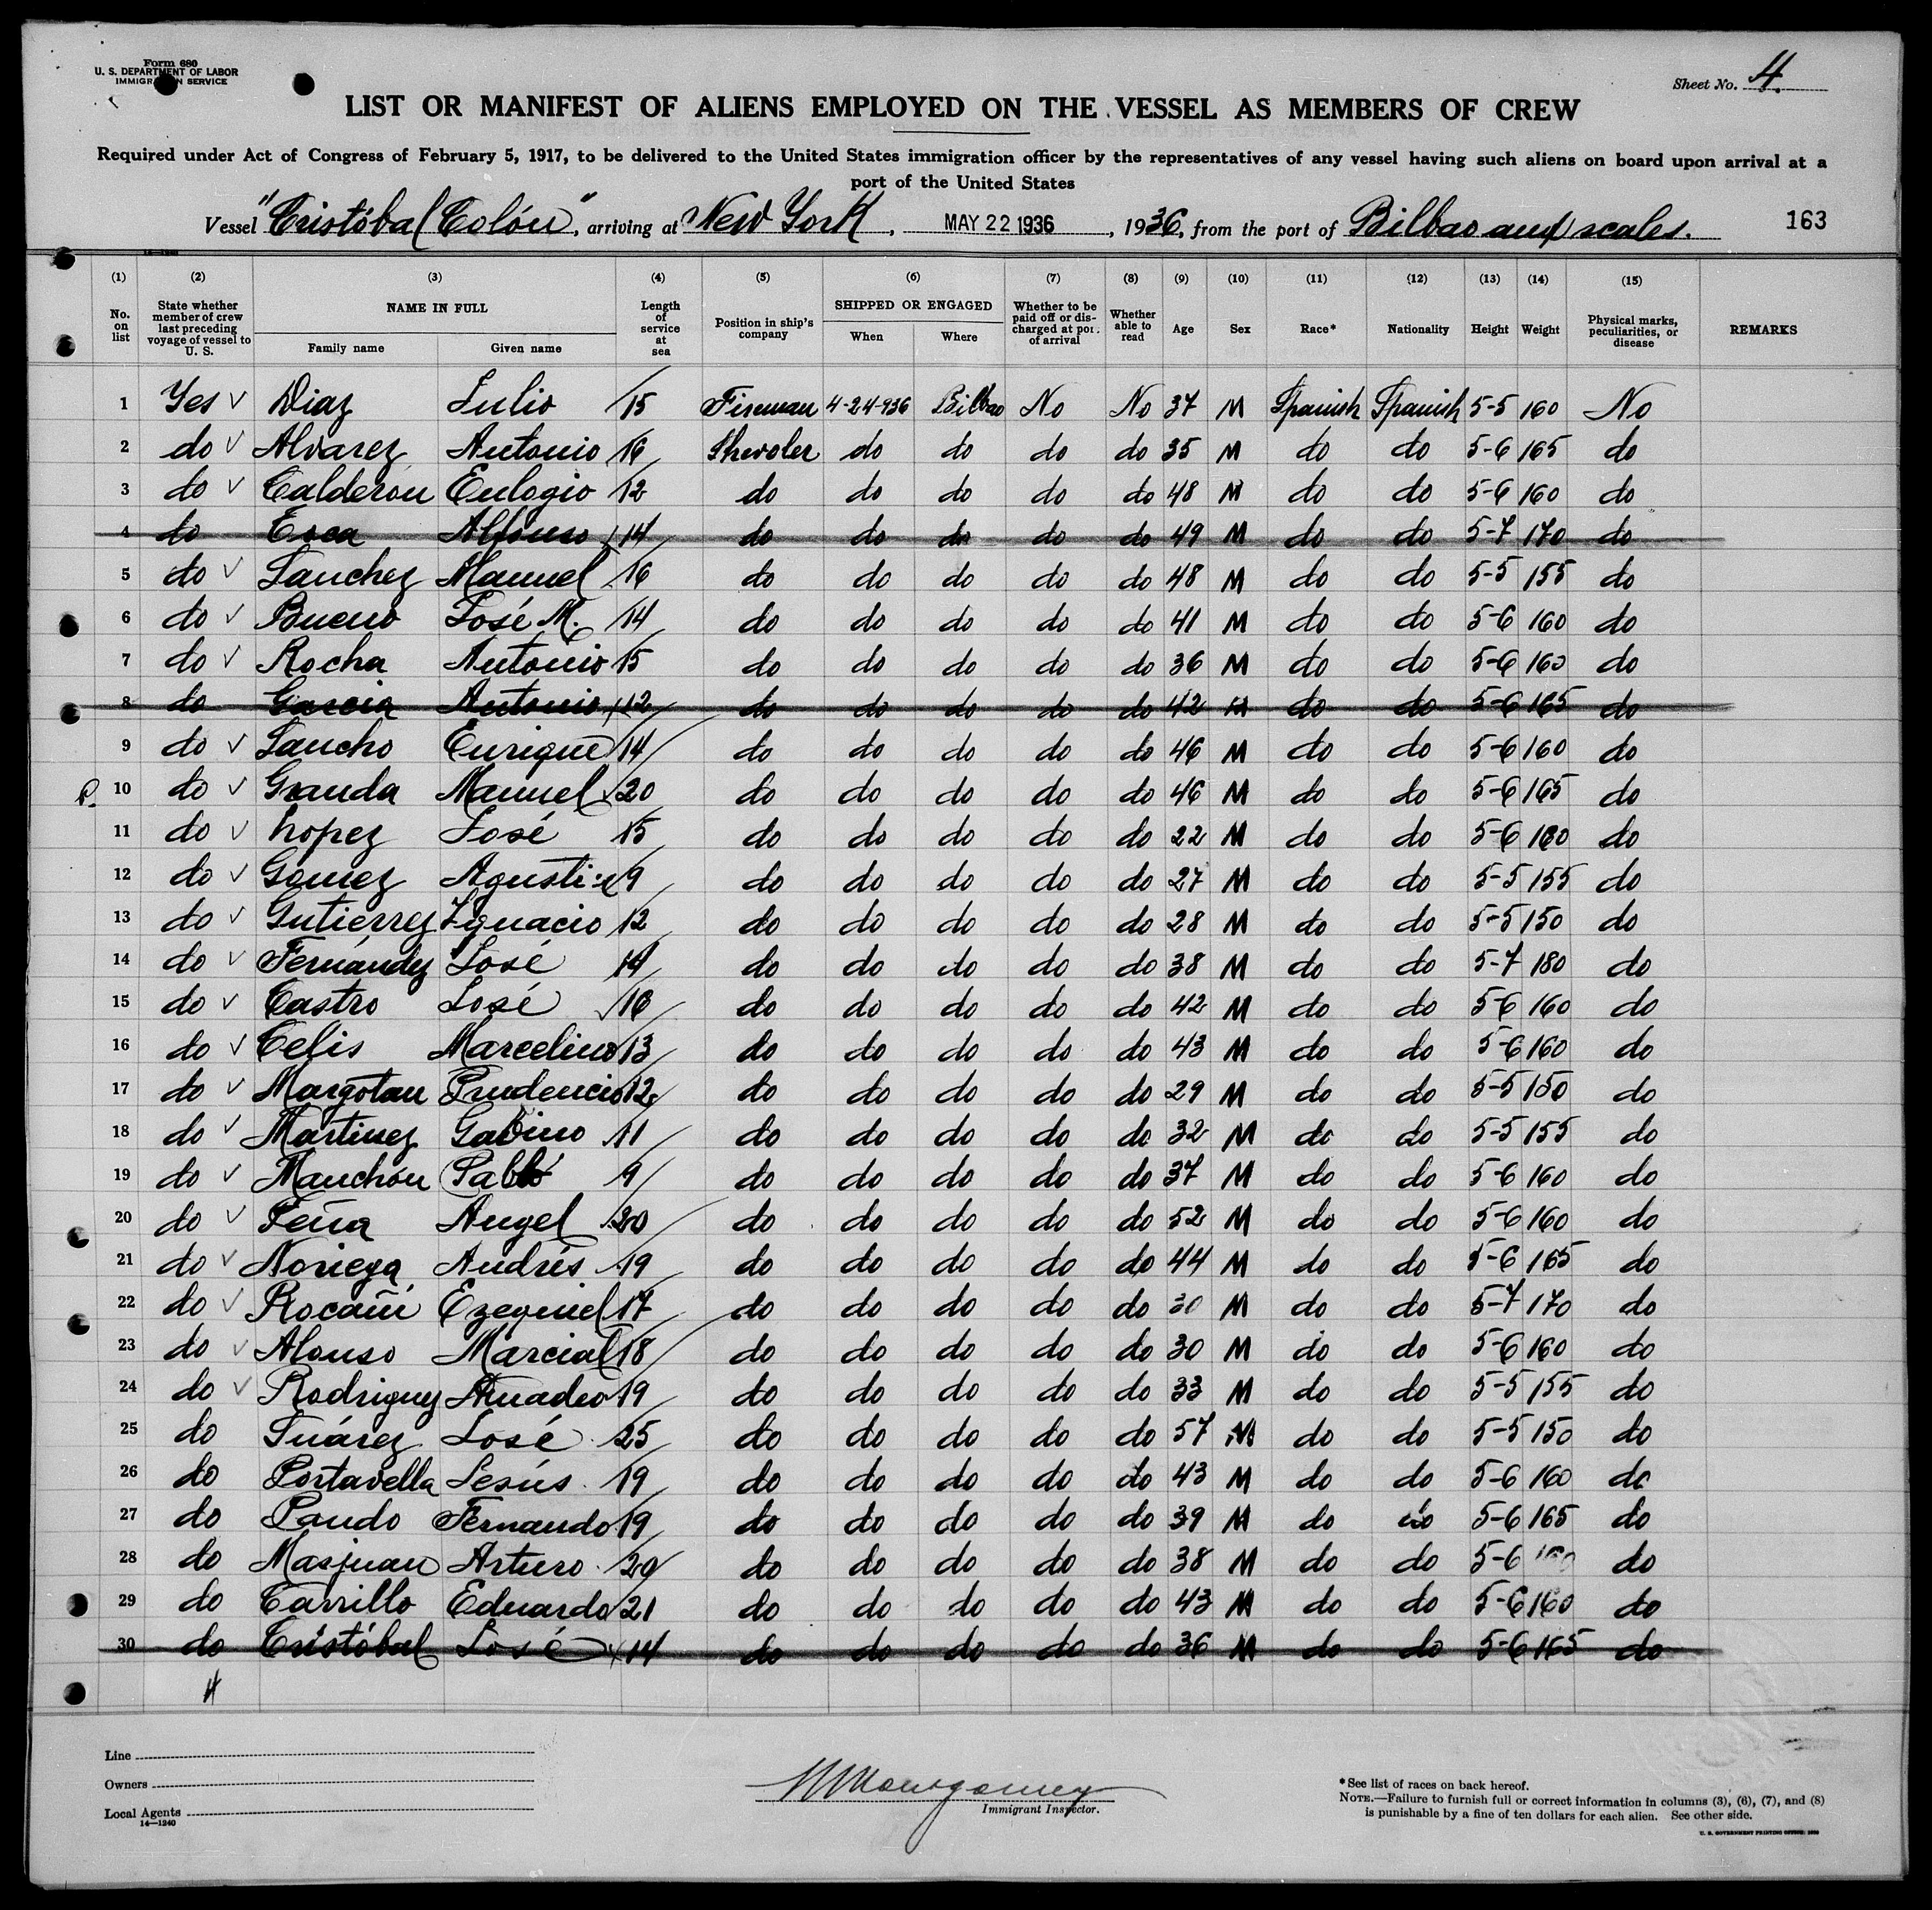 Form 680
U. S. DEPARTMENT OF LABOR
IMMIGRATION SERVICE
Sheet No. 4.
LIST OR MANIFEST OF ALIENS EMPLOYED ON THE VESSEL AS MEMBERS OF CREW
Required under Act of Congress of February 5, 1917, to be delivered to the United States immigration officer by the representatives of any vessel having such aliens on board upon arrival at a
port of the United States
Vessel "Cristóbal Colón", arriving at New York, MAY 22 1936, 1936, from the port of Bilbao and scales. 163
(1) (2) (3) (4) (5) (6) (7) (8) (9) (10) (11) (12) (13) (14) (15)
No. on list State whether member of crew last preceding voyage of vessel to U. S. NAME IN FULL Family name Given name Length of service at sea Position in ship's company SHIPPED OR ENGAGED When Where Whether to be paid off or discharged at port of arrival Whether able to read Age Sex Race* Nationality Height Weight Physical marks, peculiarities, or disease REMARKS
1 Yes ✓ Diaz Julio 15 Fireman 4-24-936 Bilbao No No 37 M Spanish Spanish 5-5 160 No
2 do ✓ Alvarez Antonio 16 Shevoler do do do do 35 M do do 5-6 165 do
3 do ✓ Calderon Eulogio 12 do do do do do 48 M do do 5-6 160 do
4 do Alfonso 14 do do do do do 49 M do do 5-7 170 do
5 do ✓ Sanchez Manuel 16 do do do do do 48 M do do 5-5 155 do
6 do ✓ Bueno José M. 14 do do do do do 41 M do do 5-6 160 do
7 do ✓ Rocha Antonio 15 do do do do do 36 M do do 5-6 160 do
8 do Garcia Antonio 12 do do do do do 42 M do do 5-6 165 do
9 do ✓ Sancho Enrique 14 do do do do do 46 M do do 5-6 160 do
P. 10 do ✓ Granda Manuel 20 do do do do do 46 M do do 5-6 165 do
11 do ✓ Lopez José 15 do do do do do 22 M do do 5-6 160 do
12 do ✓ Gomez Agustin 9 do do do do do 27 M do do 5-5 155 do
13 do ✓ Gutiérrez Ignacio 12 do do do do do 28 M do do 5-5 150 do
14 do ✓ Fernández José 14 do do do do do 38 M do do 5-7 180 do
15 do ✓ Castro José 16 do do do do do 42 M do do 5-6 160 do
16 do ✓ Celis Marcelino 13 do do do do do 43 M do do 5-6 160 do
17 do ✓ Margotan Prudencio 12 do do do do do 29 M do do 5-5 150 do
18 do ✓ Martinez Gabino 11 do do do do do 32 M do do 5-5 155 do
19 do ✓ Manchón Pablo 9 do do do do do 37 M do do 5-6 160 do
20 do ✓ Peña Angel 20 do do do do do 52 M do do 5-6 160 do
21 do ✓ Noriega Andrés 19 do do do do do 44 M do do 5-6 165 do
22 do ✓ Ezequiel 17 do do do do do 30 M do do 5-7 170 do
23 do ✓ Alonso Marcial 18 do do do do do 30 M do do 5-6 160 do
24 do ✓ Rodriguez Amadeo 19 do do do do do 33 M do do 5-5 155 do
25 do Suárez José 25 do do do do do 57 M do do 5-5 150 do
26 do Portavella Jesús 19 do do do do do 43 M do do 5-6 160 do
27 do Pando Fernando 19 do do do do do 39 M do do 5-6 165 do
28 do Masjuan Arturo 20 do do do do do 38 M do do 5-6 160 do
29 do Carrillo Eduardo 21 do do do do do 43 M do do 5-6 160 do
30 do Cristóbal José 14 do do do do do 36 M do do 5-6 165 do
Line
Owners
Local Agents
14—1240
Montgomery
Immigrant Inspector.
*See list of races on back hereof.
NOTE.—Failure to furnish full or correct information in columns (3), (6), (7), and (8)
is punishable by a fine of ten dollars for each alien. See other side.